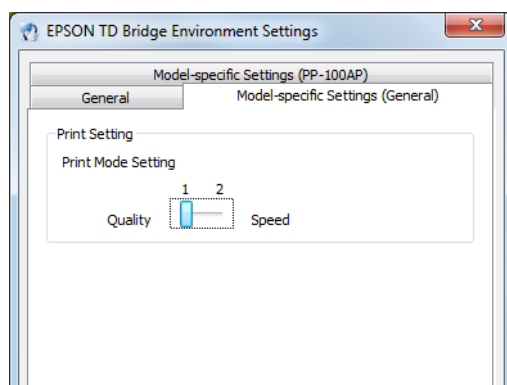 EPSON TD Bridge Environment Settings
Model-specific Settings (PP-100AP)
General Model-specific Settings (General)
Print Setting
Print Mode Setting
1 2
Quality Speed